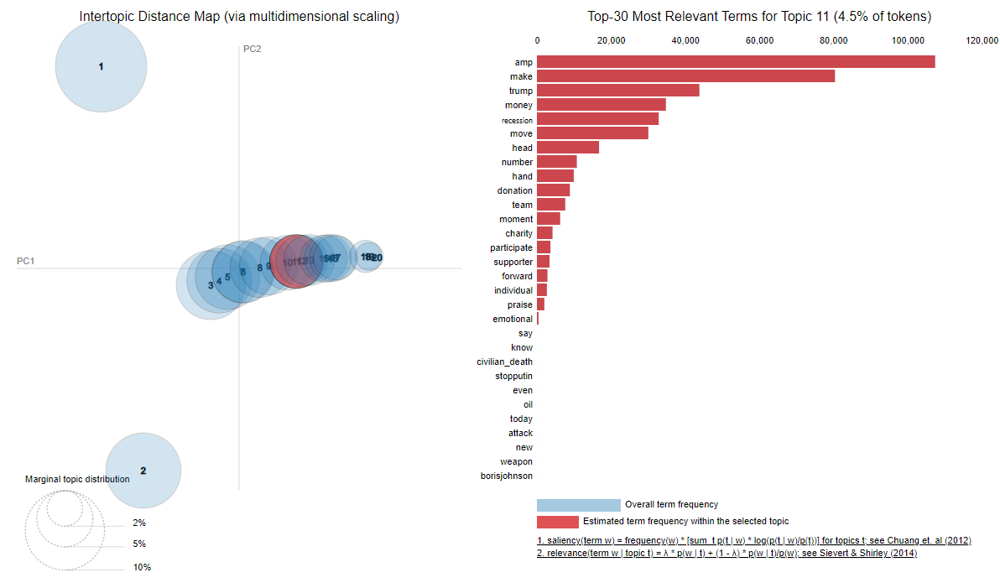 Intertopic Distance Map (via multidimensional scaling)
PC2
PC1
1
2
3
4
5
8
9
20
Marginal topic distribution
2%
5%
10%
Top-30 Most Relevant Terms for Topic 11 (4.5% of tokens)
0 20,000 40,000 60,000 80,000 100,000 120,000
amp
make
trump
money
recession
move
head
number
hand
donation
team
moment
charity
participate
supporter
forward
individual
praise
emotional
say
know
civilian_death
stopputin
even
oil
today
attack
new
weapon
borisjohnson
Overall term frequency
Estimated term frequency within the selected topic
1. saliency(term w) = frequency(w) * [sum_t p(t | w) * log(p(t | w)/p(t))] for topics t; see Chuang et. al (2012)
2. relevance(term w | topic t) = λ * p(w | t) + (1 - λ) * p(w | t)/p(w); see Sievert & Shirley (2014)